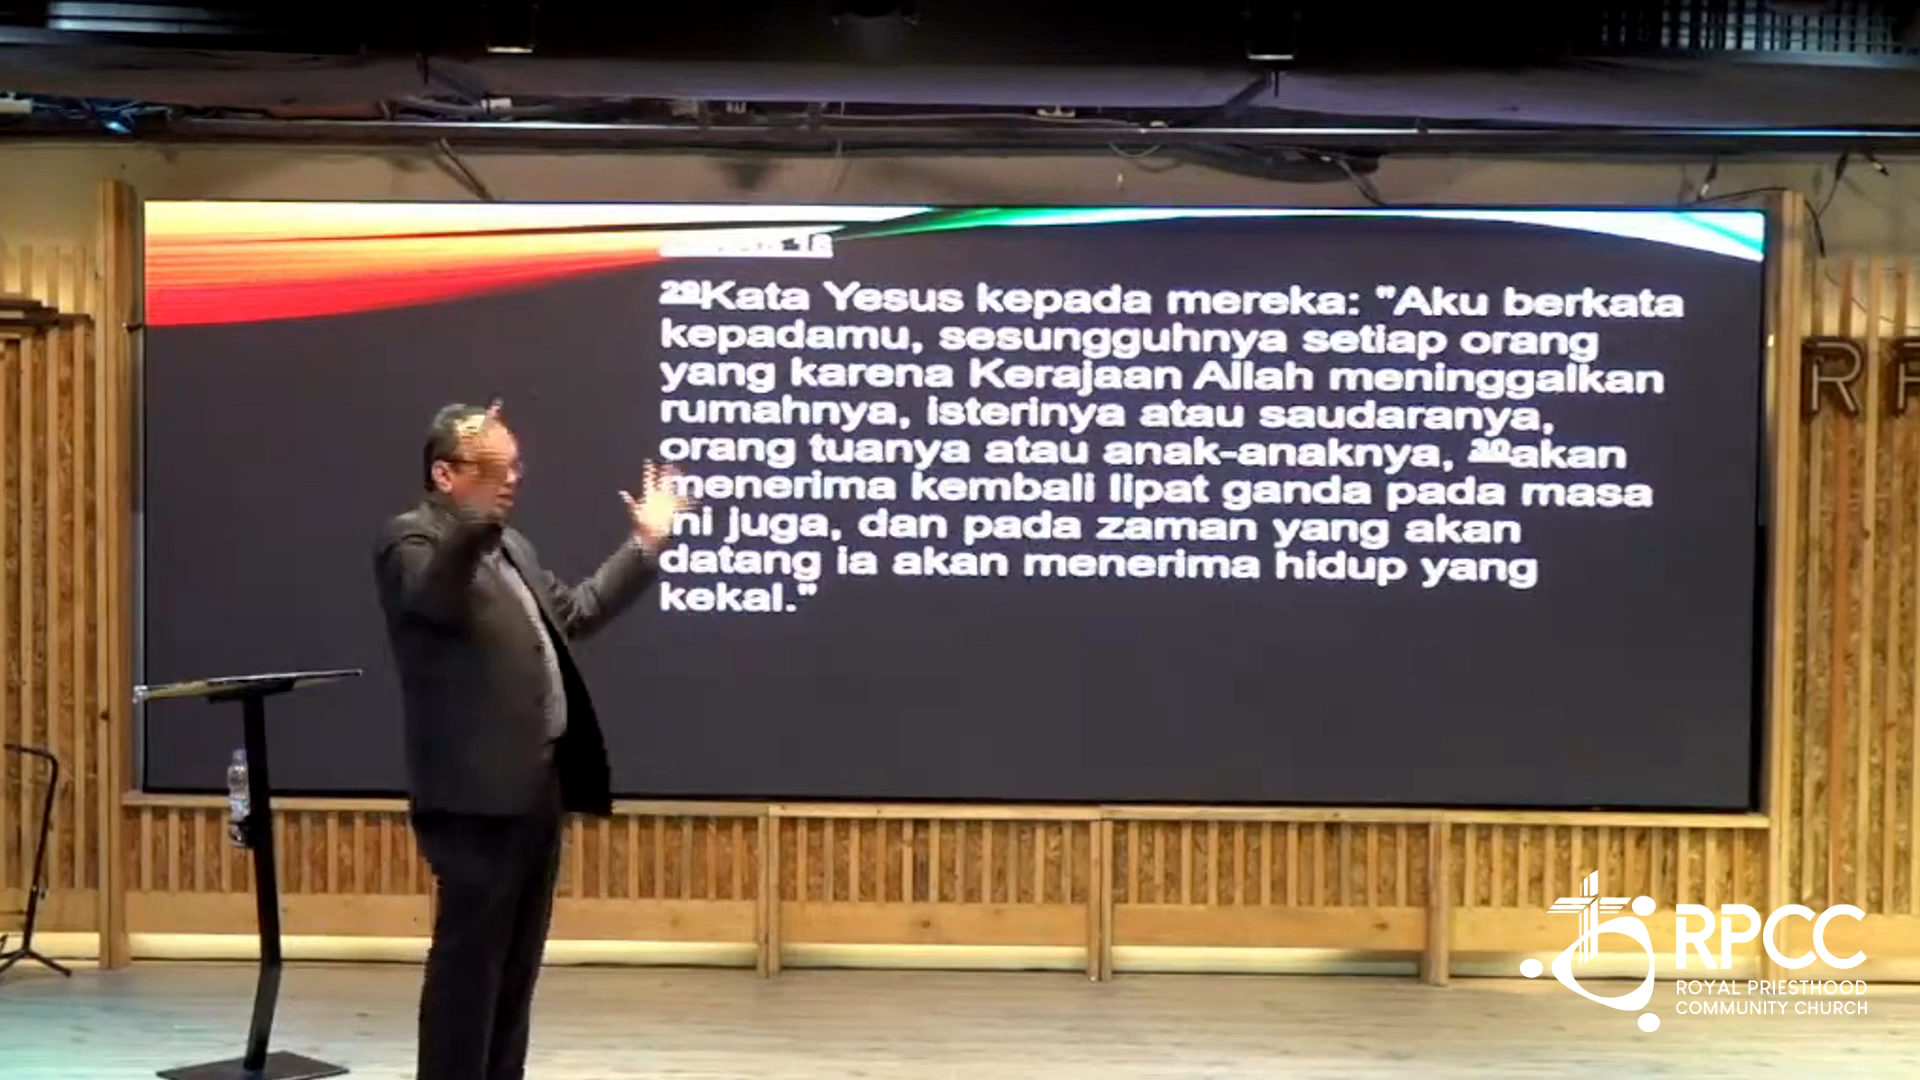 18
29Kata Yesus kepada mereka: "Aku berkata
kepadamu, sesungguhnya setiap orang
yang karena Kerajaan Allah meninggalkan
rumahnya, isterinya atau saudaranya,
orang tuanya atau anak-anaknya, 30akan
menerima kembali lipat ganda pada masa
ini juga, dan pada zaman yang akan
datang ia akan menerima hidup yang
kekal."
RPCC
ROYAL PRIESTHOOD
COMMUNITY CHURCH